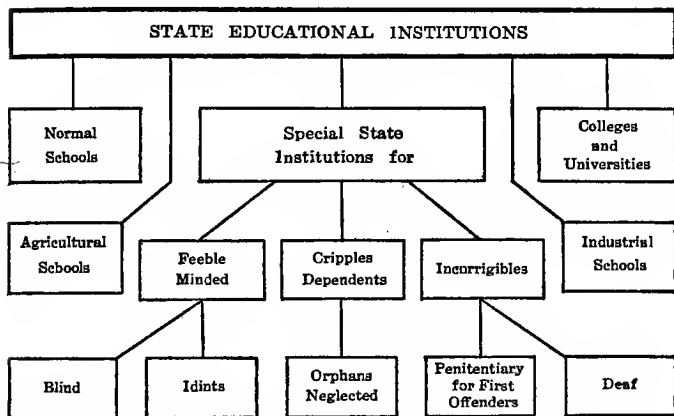 STATE EDUCATIONAL INSTITUTIONS
Normal
Schools
Special State
Institutions for
Colleges
and
Universities
Agricultural
Schools
Feeble
Minded
Cripples
Dependents
Incorrigibles
Industrial
Schools
Blind
Idints
Orphans
Neglected
Penitentiary
for First
Offenders
Deaf